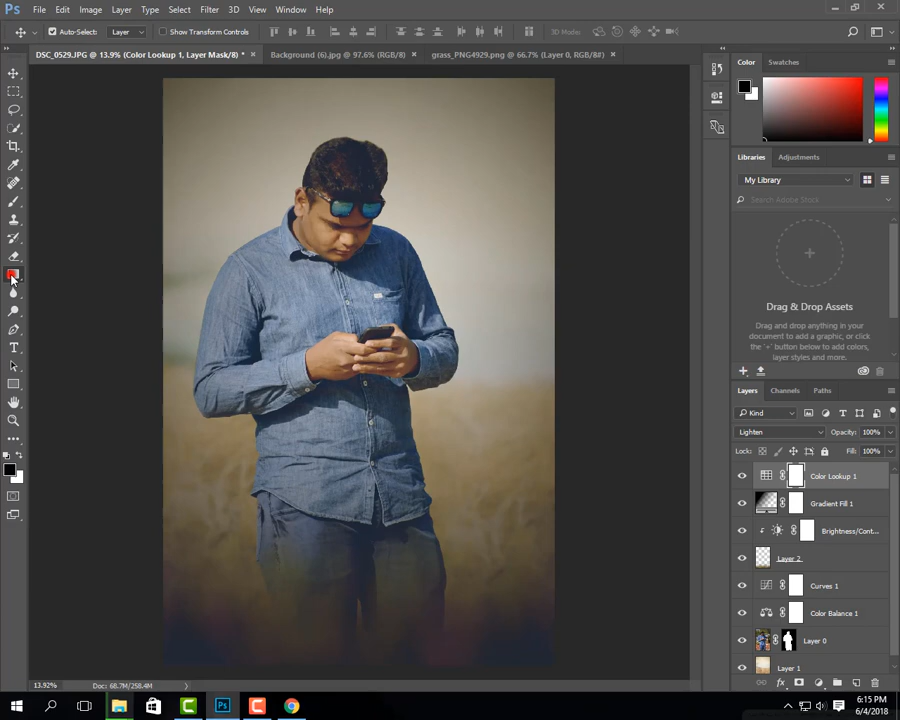 Ps File Edit Image Layer Type Select Filter 3D View Window Help
Auto-Select: Layer Show Transform Controls 3D Mode:
DSC_0529.JPG @ 13.9% (Color Lookup 1, Layer Mask/8) * × Background (6).jpg @ 97.6% (RGB/8) × grass_PNG4929.png @ 66.7% (Layer 0, RGB/8#) ×
Color Swatches
Libraries Adjustments
My Library
Search Adobe Stock
Drag & Drop Assets
Drag and drop anything in your
document to add a graphic, or click
the '+' button below to add colors,
layer styles and more.
Layers Channels Paths
Kind
Lighten Opacity: 100%
Lock: Fill: 100%
Color Lookup 1
Gradient Fill 1
Brightness/Cont...
Layer 2
Curves 1
Color Balance 1
Layer 0
Layer 1
fx
13.92% Doc: 68.7M/258.4M
Ps
6:15 PM
6/4/2018